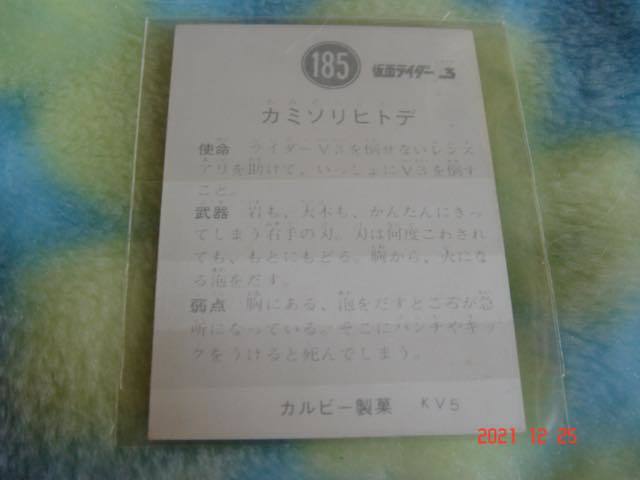 185 仮面ライダーV3
カミソリヒトデ
使命 ライダーV3を倒せないレンズ
アリを助けて、いっしょにV3を倒す
こと。
武器 岩も、大木も、かんたんにきっ
てしまう右手の刃。刃は何度こわされ
ても、もとにもどる。胸から、火にな
る泡をだす。
弱点 胸にある、泡をだすところが急
所になっている。そこにパンチやキッ
クをうけると死んでしまう。
カルビー製菓 KV5
2021 12 25